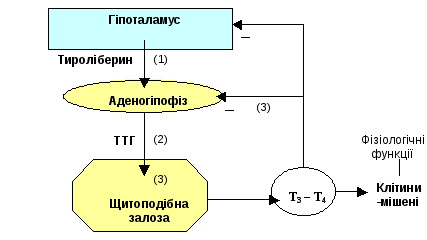 Гіпоталамус
–
Тироліберин (1)
Аденогіпофіз
– (3)
ТТГ (2)
Фізіологічні
функції
(3)
Щитоподібна
залоза
Т3 – Т4
Клітини
-мішені